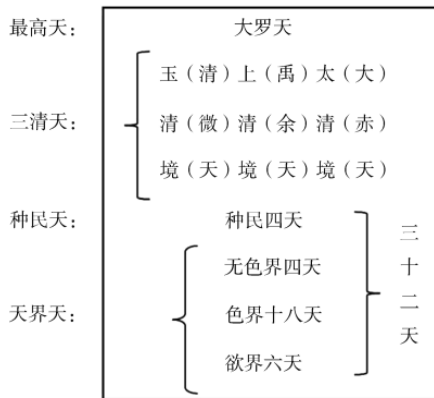 最高天： 大罗天
三清天： 玉（清）上（禹）太（大）
清（微）清（余）清（赤）
境（天）境（天）境（天）
种民天： 种民四天
天界天： 无色界四天
色界十八天
欲界六天
三十二天